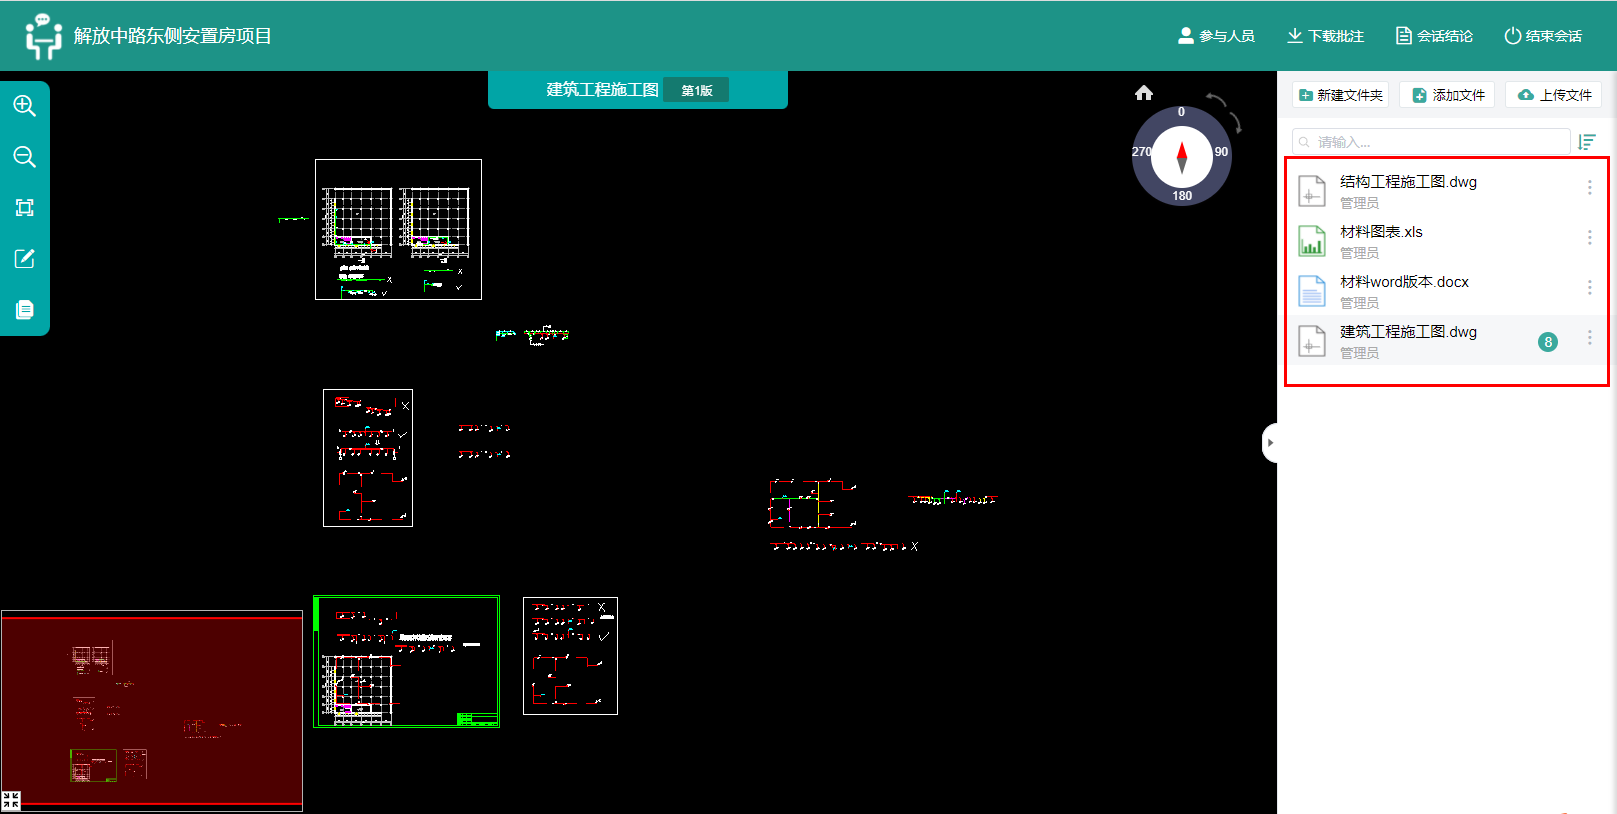 解放中路东侧安置房项目
参与人员
下载批注
会话结论
结束会话
建筑工程施工图 第1版
0
270
90
180
新建文件夹
添加文件
上传文件
请输入...
结构工程施工图.dwg
管理员
材料图表.xls
管理员
材料word版本.docx
管理员
建筑工程施工图.dwg
管理员
8